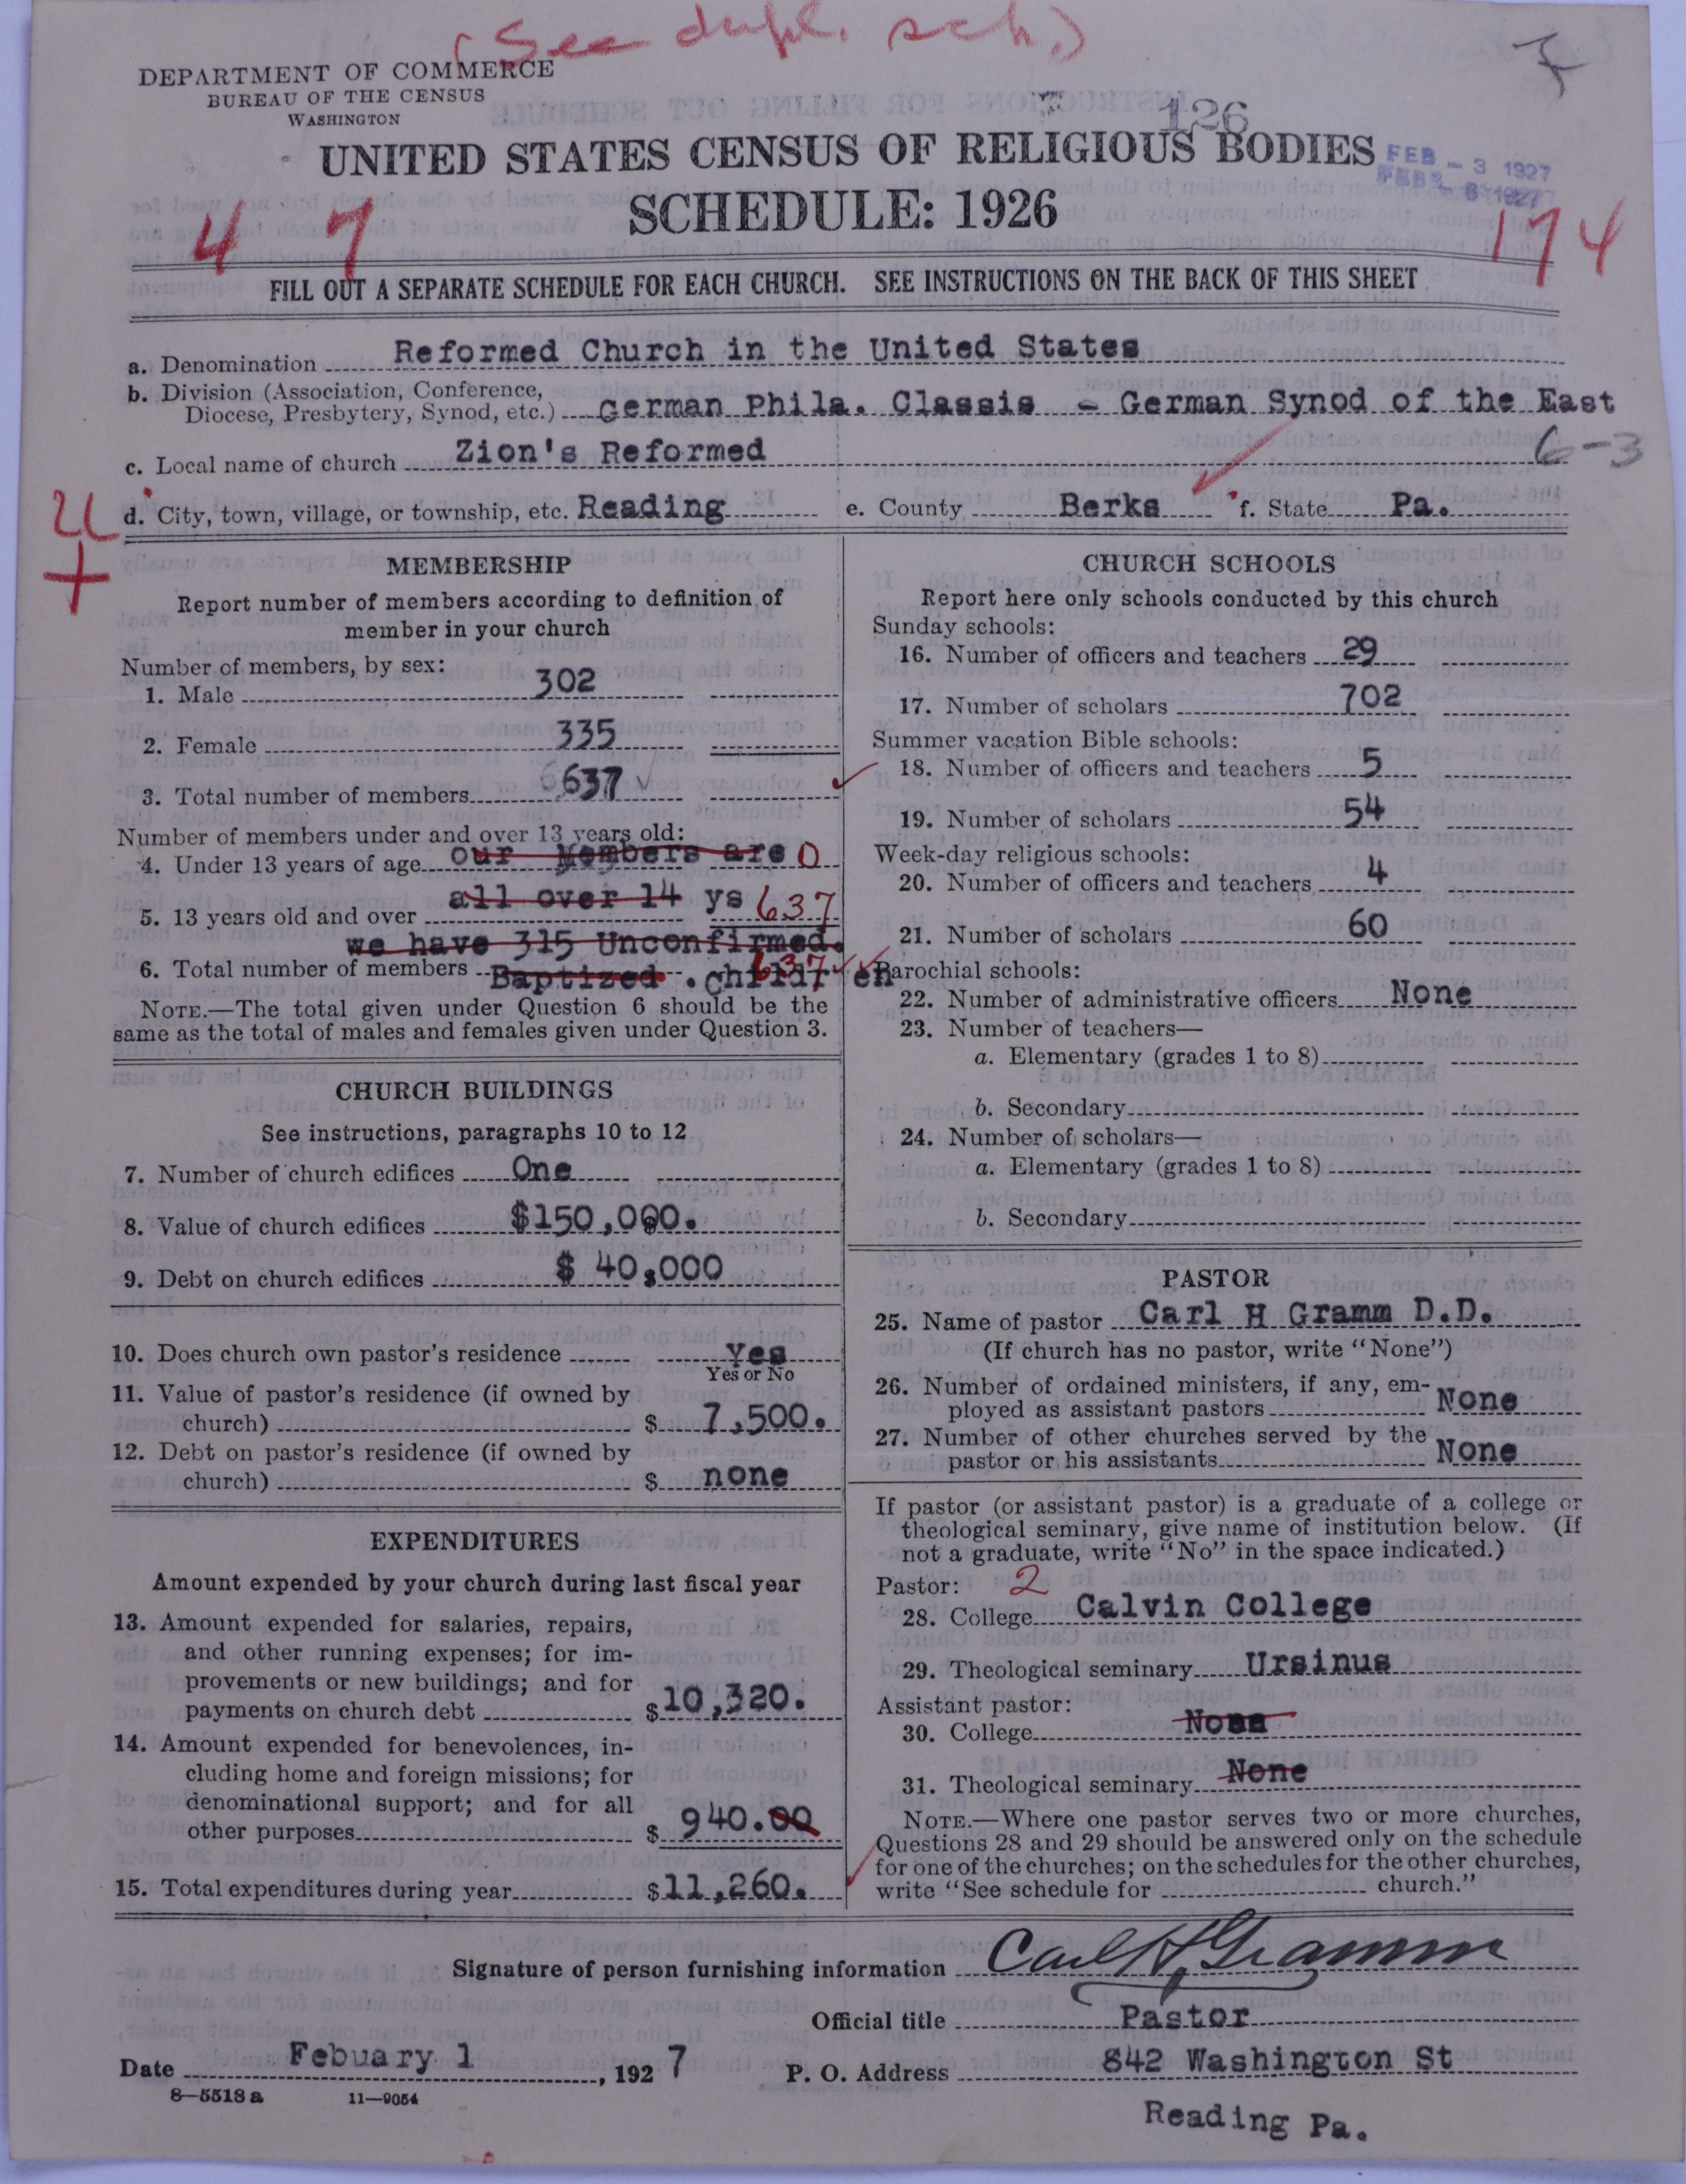 (See dupl. sch.)
DEPARTMENT OF COMMERCE
BUREAU OF THE CENSUS
WASHINGTON
126
UNITED STATES CENSUS OF RELIGIOUS BODIES
FEB - 3 1927
SCHEDULE: 1926
4 7
174
FILL OUT A SEPARATE SCHEDULE FOR EACH CHURCH. SEE INSTRUCTIONS ON THE BACK OF THIS SHEET
a. Denomination Reformed Church in the United States
b. Division (Association, Conference,
Diocese, Presbytery, Synod, etc.) German Phila. Classis - German Synod of the East
c. Local name of church Zion's Reformed
6-3
d. City, town, village, or township, etc. Reading e. County Berks f. State Pa.
MEMBERSHIP
Report number of members according to definition of
member in your church
Number of members, by sex:
1. Male 302
2. Female 335
3. Total number of members 637
Number of members under and over 13 years old:
4. Under 13 years of age our Members are 0
5. 13 years old and over all over 14 ys 637
we have 315 Unconfirmed.
6. Total number of members Baptized . children 637
NOTE.—The total given under Question 6 should be the
same as the total of males and females given under Question 3.
CHURCH BUILDINGS
See instructions, paragraphs 10 to 12
7. Number of church edifices One
8. Value of church edifices $150,000.
9. Debt on church edifices $ 40,000
10. Does church own pastor's residence Yes
Yes or No
11. Value of pastor's residence (if owned by
church) $ 7,500.
12. Debt on pastor's residence (if owned by
church) $ none
EXPENDITURES
Amount expended by your church during last fiscal year
13. Amount expended for salaries, repairs,
and other running expenses; for im-
provements or new buildings; and for
payments on church debt $10,320.
14. Amount expended for benevolences, in-
cluding home and foreign missions; for
denominational support; and for all
other purposes $ 940.00
15. Total expenditures during year $11,260.
CHURCH SCHOOLS
Report here only schools conducted by this church
Sunday schools:
16. Number of officers and teachers 29
17. Number of scholars 702
Summer vacation Bible schools:
18. Number of officers and teachers 5
19. Number of scholars 54
Week-day religious schools:
20. Number of officers and teachers 4
21. Number of scholars 60
Parochial schools:
22. Number of administrative officers None
23. Number of teachers—
a. Elementary (grades 1 to 8)
b. Secondary
24. Number of scholars—
a. Elementary (grades 1 to 8)
b. Secondary
PASTOR
25. Name of pastor Carl H Gramm D.D.
(If church has no pastor, write "None")
26. Number of ordained ministers, if any, em-
ployed as assistant pastors None
27. Number of other churches served by the
pastor or his assistants None
If pastor (or assistant pastor) is a graduate of a college or
theological seminary, give name of institution below. (If
not a graduate, write "No" in the space indicated.)
Pastor: 2
28. College Calvin College
29. Theological seminary Ursinus
Assistant pastor:
30. College None
31. Theological seminary None
NOTE.—Where one pastor serves two or more churches,
Questions 28 and 29 should be answered only on the schedule
for one of the churches; on the schedules for the other churches,
write "See schedule for church."
Signature of person furnishing information Carl H. Gramm
Official title Pastor
Date Febuary 1, 1927 P. O. Address 842 Washington St
8-5518 a 11-9054
Reading Pa.